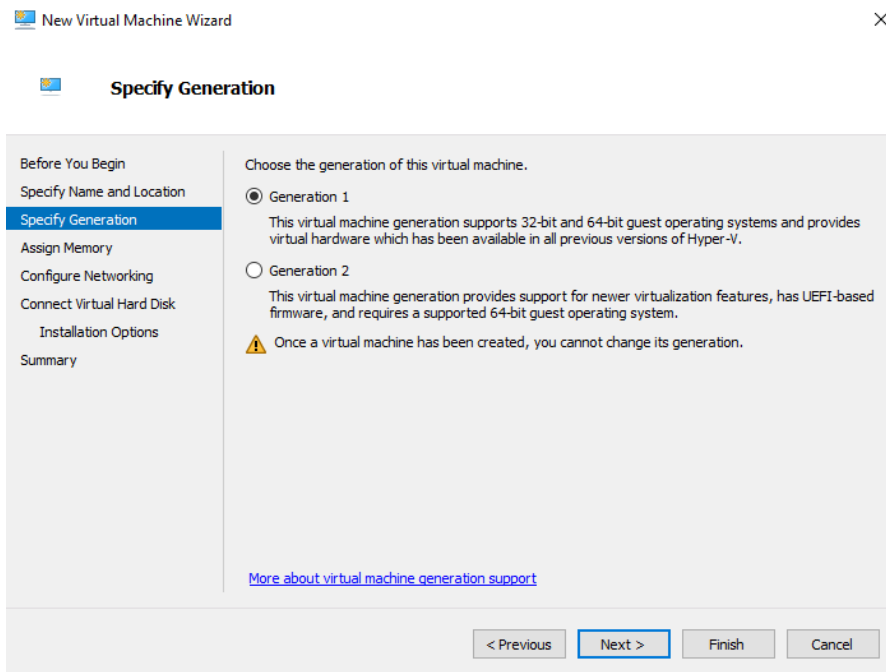 New Virtual Machine Wizard
Specify Generation
Before You Begin
Specify Name and Location
Specify Generation
Assign Memory
Configure Networking
Connect Virtual Hard Disk
Installation Options
Summary
Choose the generation of this virtual machine.
Generation 1
This virtual machine generation supports 32-bit and 64-bit guest operating systems and provides
virtual hardware which has been available in all previous versions of Hyper-V.
Generation 2
This virtual machine generation provides support for newer virtualization features, has UEFI-based
firmware, and requires a supported 64-bit guest operating system.
Once a virtual machine has been created, you cannot change its generation.
More about virtual machine generation support
< Previous
Next >
Finish
Cancel